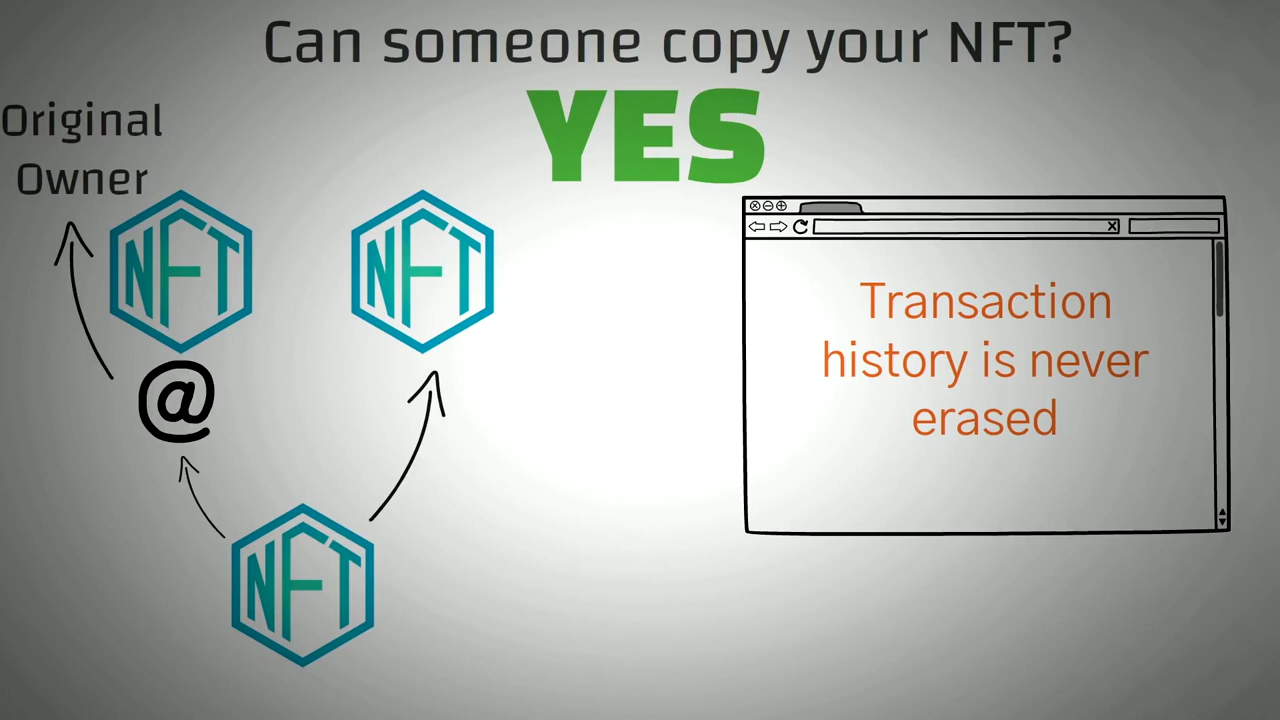 Can someone copy your NFT?
YES
Original
Owner
NFT
NFT
@
NFT
Transaction
history is never
erased